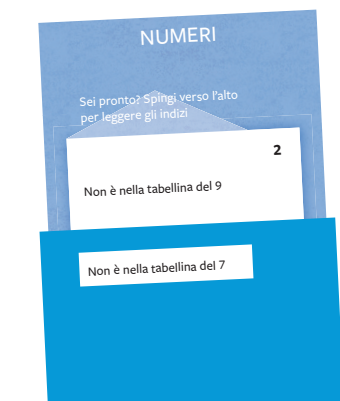 NUMERI
Sei pronto? Spingi verso l'alto
per leggere gli indizi
2
Non è nella tabellina del 9
Non è nella tabellina del 7